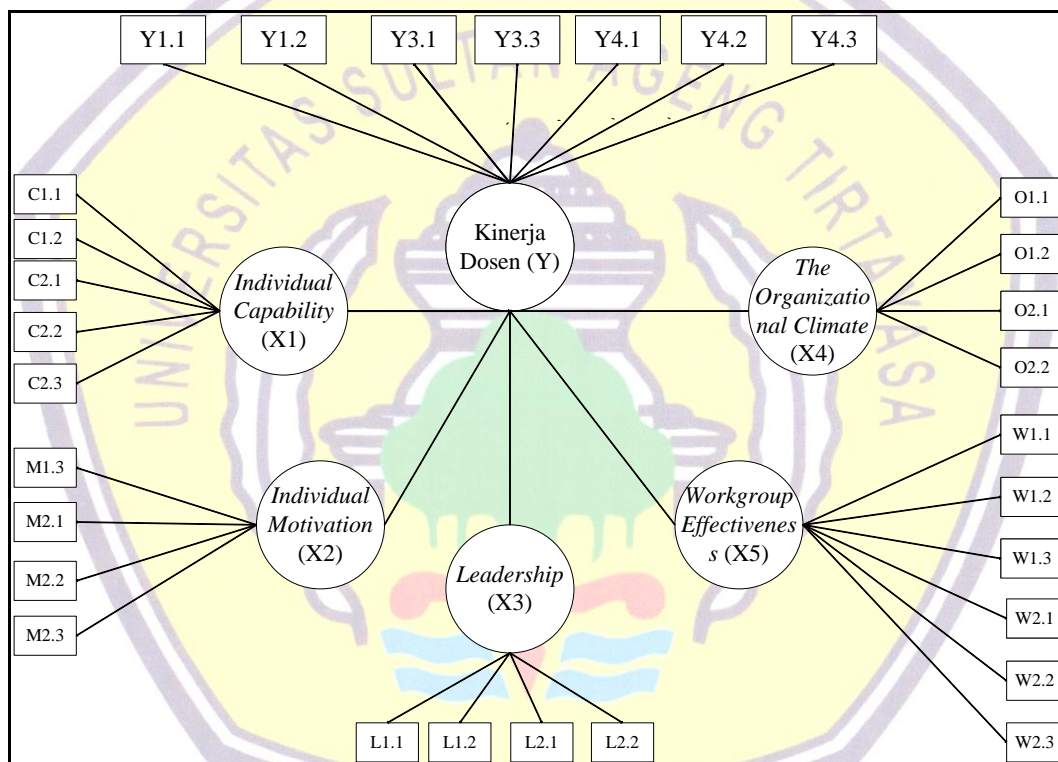 Y1.1
Y1.2
Y3.1
Y3.3
Y4.1
Y4.2
Y4.3
UNIVERSITAS SULTAN AGENG TIRTAYASA
Kinerja
Dosen (Y)
C1.1
C1.2
C2.1
C2.2
C2.3
Individual
Capability
(X1)
The
Organizatio
nal Climate
(X4)
O1.1
O1.2
O2.1
O2.2
M1.3
M2.1
M2.2
M2.3
Individual
Motivation
(X2)
Leadership
(X3)
Workgroup
Effectivenes
s (X5)
W1.1
W1.2
W1.3
W2.1
W2.2
W2.3
L1.1
L1.2
L2.1
L2.2